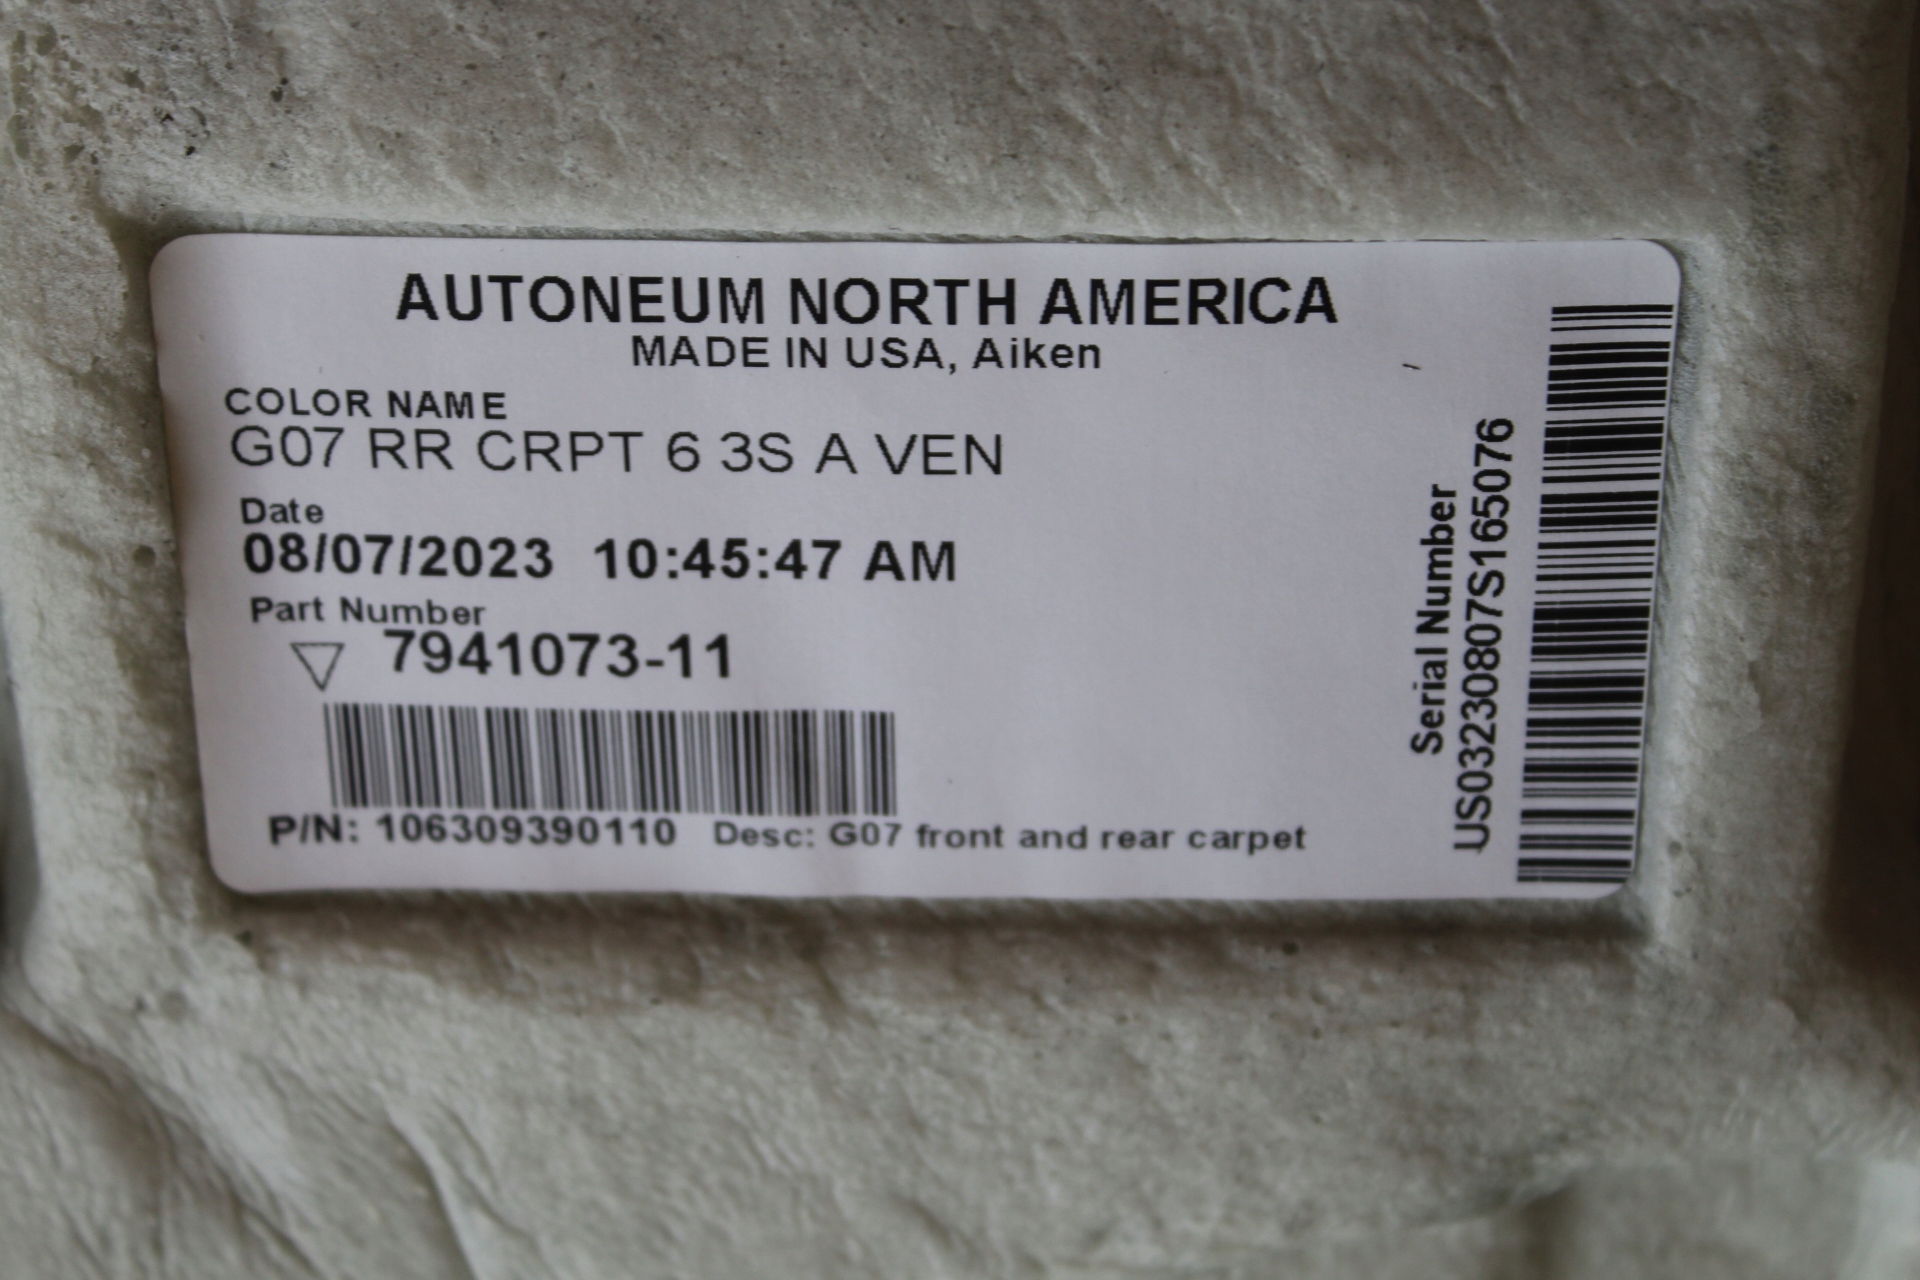 AUTONEUM NORTH AMERICA
MADE IN USA, Aiken
COLOR NAME
G07 RR CRPT 6 3S A VEN
Date
08/07/2023 10:45:47 AM
Part Number
7941073-11
P/N: 106309390110 Desc: G07 front and rear carpet
Serial Number
US03230807S165076